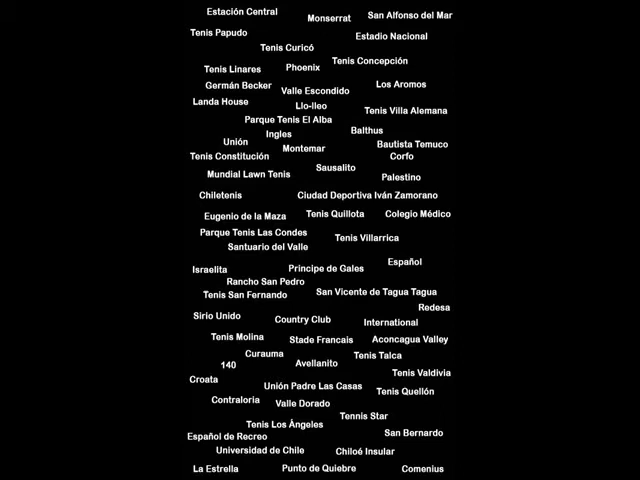 Estación Central
Monserrat
San Alfonso del Mar
Tenis Papudo
Estadio Nacional
Tenis Curicó
Tenis Concepción
Tenis Linares
Phoenix
Germán Becker
Valle Escondido
Los Aromos
Landa House
Llo-lleo
Tenis Villa Alemana
Parque Tenis El Alba
Ingles
Balthus
Unión
Montemar
Bautista Temuco
Tenis Constitución
Corfo
Sausalito
Mundial Lawn Tenis
Palestino
Chiletenis
Ciudad Deportiva Iván Zamorano
Eugenio de la Maza
Tenis Quillota
Colegio Médico
Parque Tenis Las Condes
Tenis Villarrica
Santuario del Valle
Español
Israelita
Principe de Gales
Rancho San Pedro
Tenis San Fernando
San Vicente de Tagua Tagua
Redesa
Sirio Unido
Country Club
International
Tenis Molina
Stade Francais
Aconcagua Valley
Curauma
Tenis Talca
140
Avellanito
Tenis Valdivia
Croata
Unión Padre Las Casas
Tenis Quellón
Contraloria
Valle Dorado
Tennis Star
Tenis Los Ángeles
San Bernardo
Español de Recreo
Universidad de Chile
Chiloé Insular
La Estrella
Punto de Quiebre
Comenius